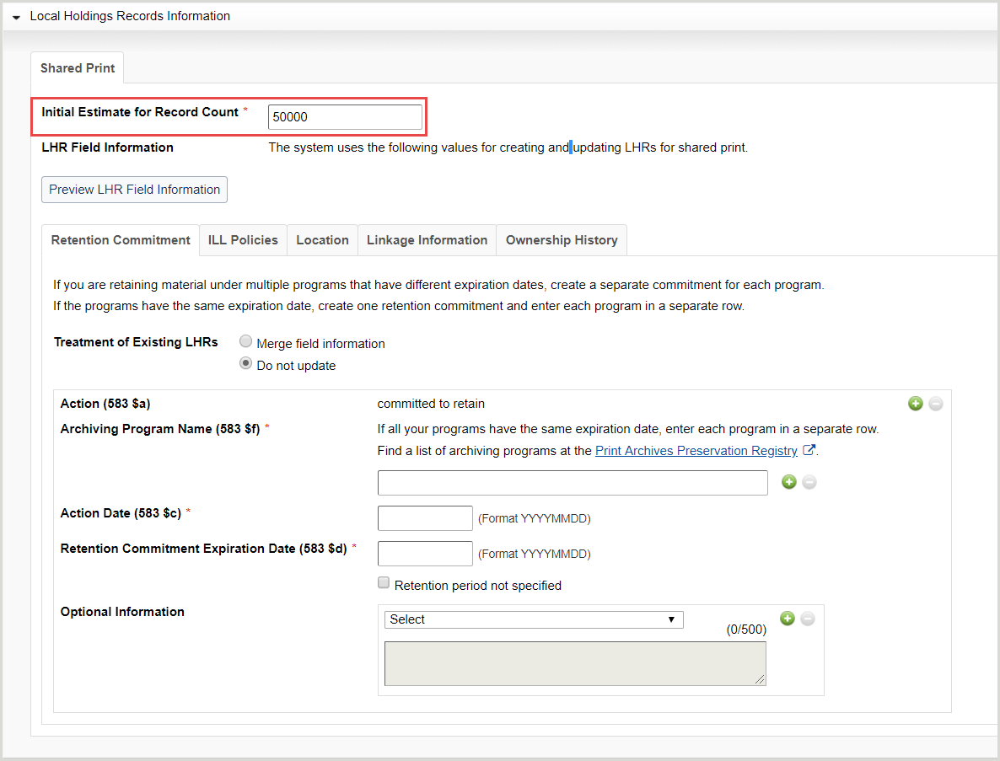 Local Holdings Records Information
Shared Print
Initial Estimate for Record Count * 50000
LHR Field Information The system uses the following values for creating and updating LHRs for shared print.
Preview LHR Field Information
Retention Commitment ILL Policies Location Linkage Information Ownership History
If you are retaining material under multiple programs that have different expiration dates, create a separate commitment for each program.
If the programs have the same expiration date, create one retention commitment and enter each program in a separate row.
Treatment of Existing LHRs Merge field information
Do not update
Action (583 $a) committed to retain
Archiving Program Name (583 $f) * If all your programs have the same expiration date, enter each program in a separate row.
Find a list of archiving programs at the Print Archives Preservation Registry.
Action Date (583 $c) * (Format YYYYMMDD)
Retention Commitment Expiration Date (583 $d) * (Format YYYYMMDD)
Retention period not specified
Optional Information Select
(0/500)